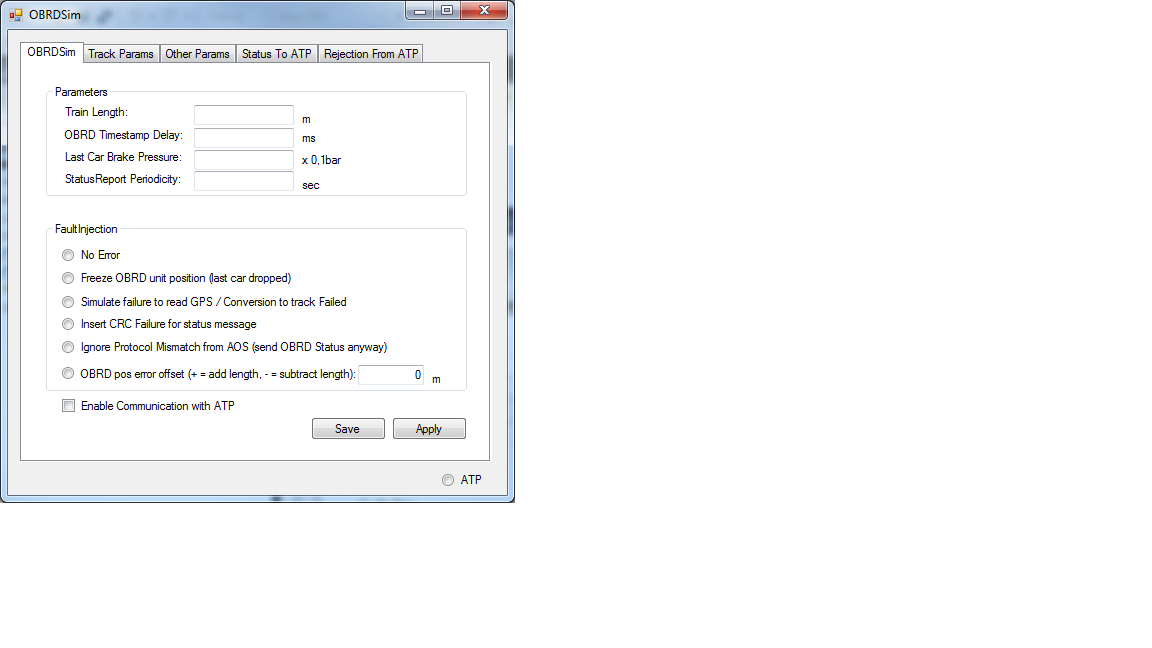 OBRDSim
OBRDSim Track Params Other Params Status To ATP Rejection From ATP
Parameters
Train Length: m
OBRD Timestamp Delay: ms
Last Car Brake Pressure: x 0,1bar
StatusReport Periodicity: sec
FaultInjection
No Error
Freeze OBRD unit position (last car dropped)
Simulate failure to read GPS / Conversion to track Failed
Insert CRC Failure for status message
Ignore Protocol Mismatch from AOS (send OBRD Status anyway)
OBRD pos error offset (+ = add length, - = subtract length): 0 m
Enable Communication with ATP
Save Apply
ATP